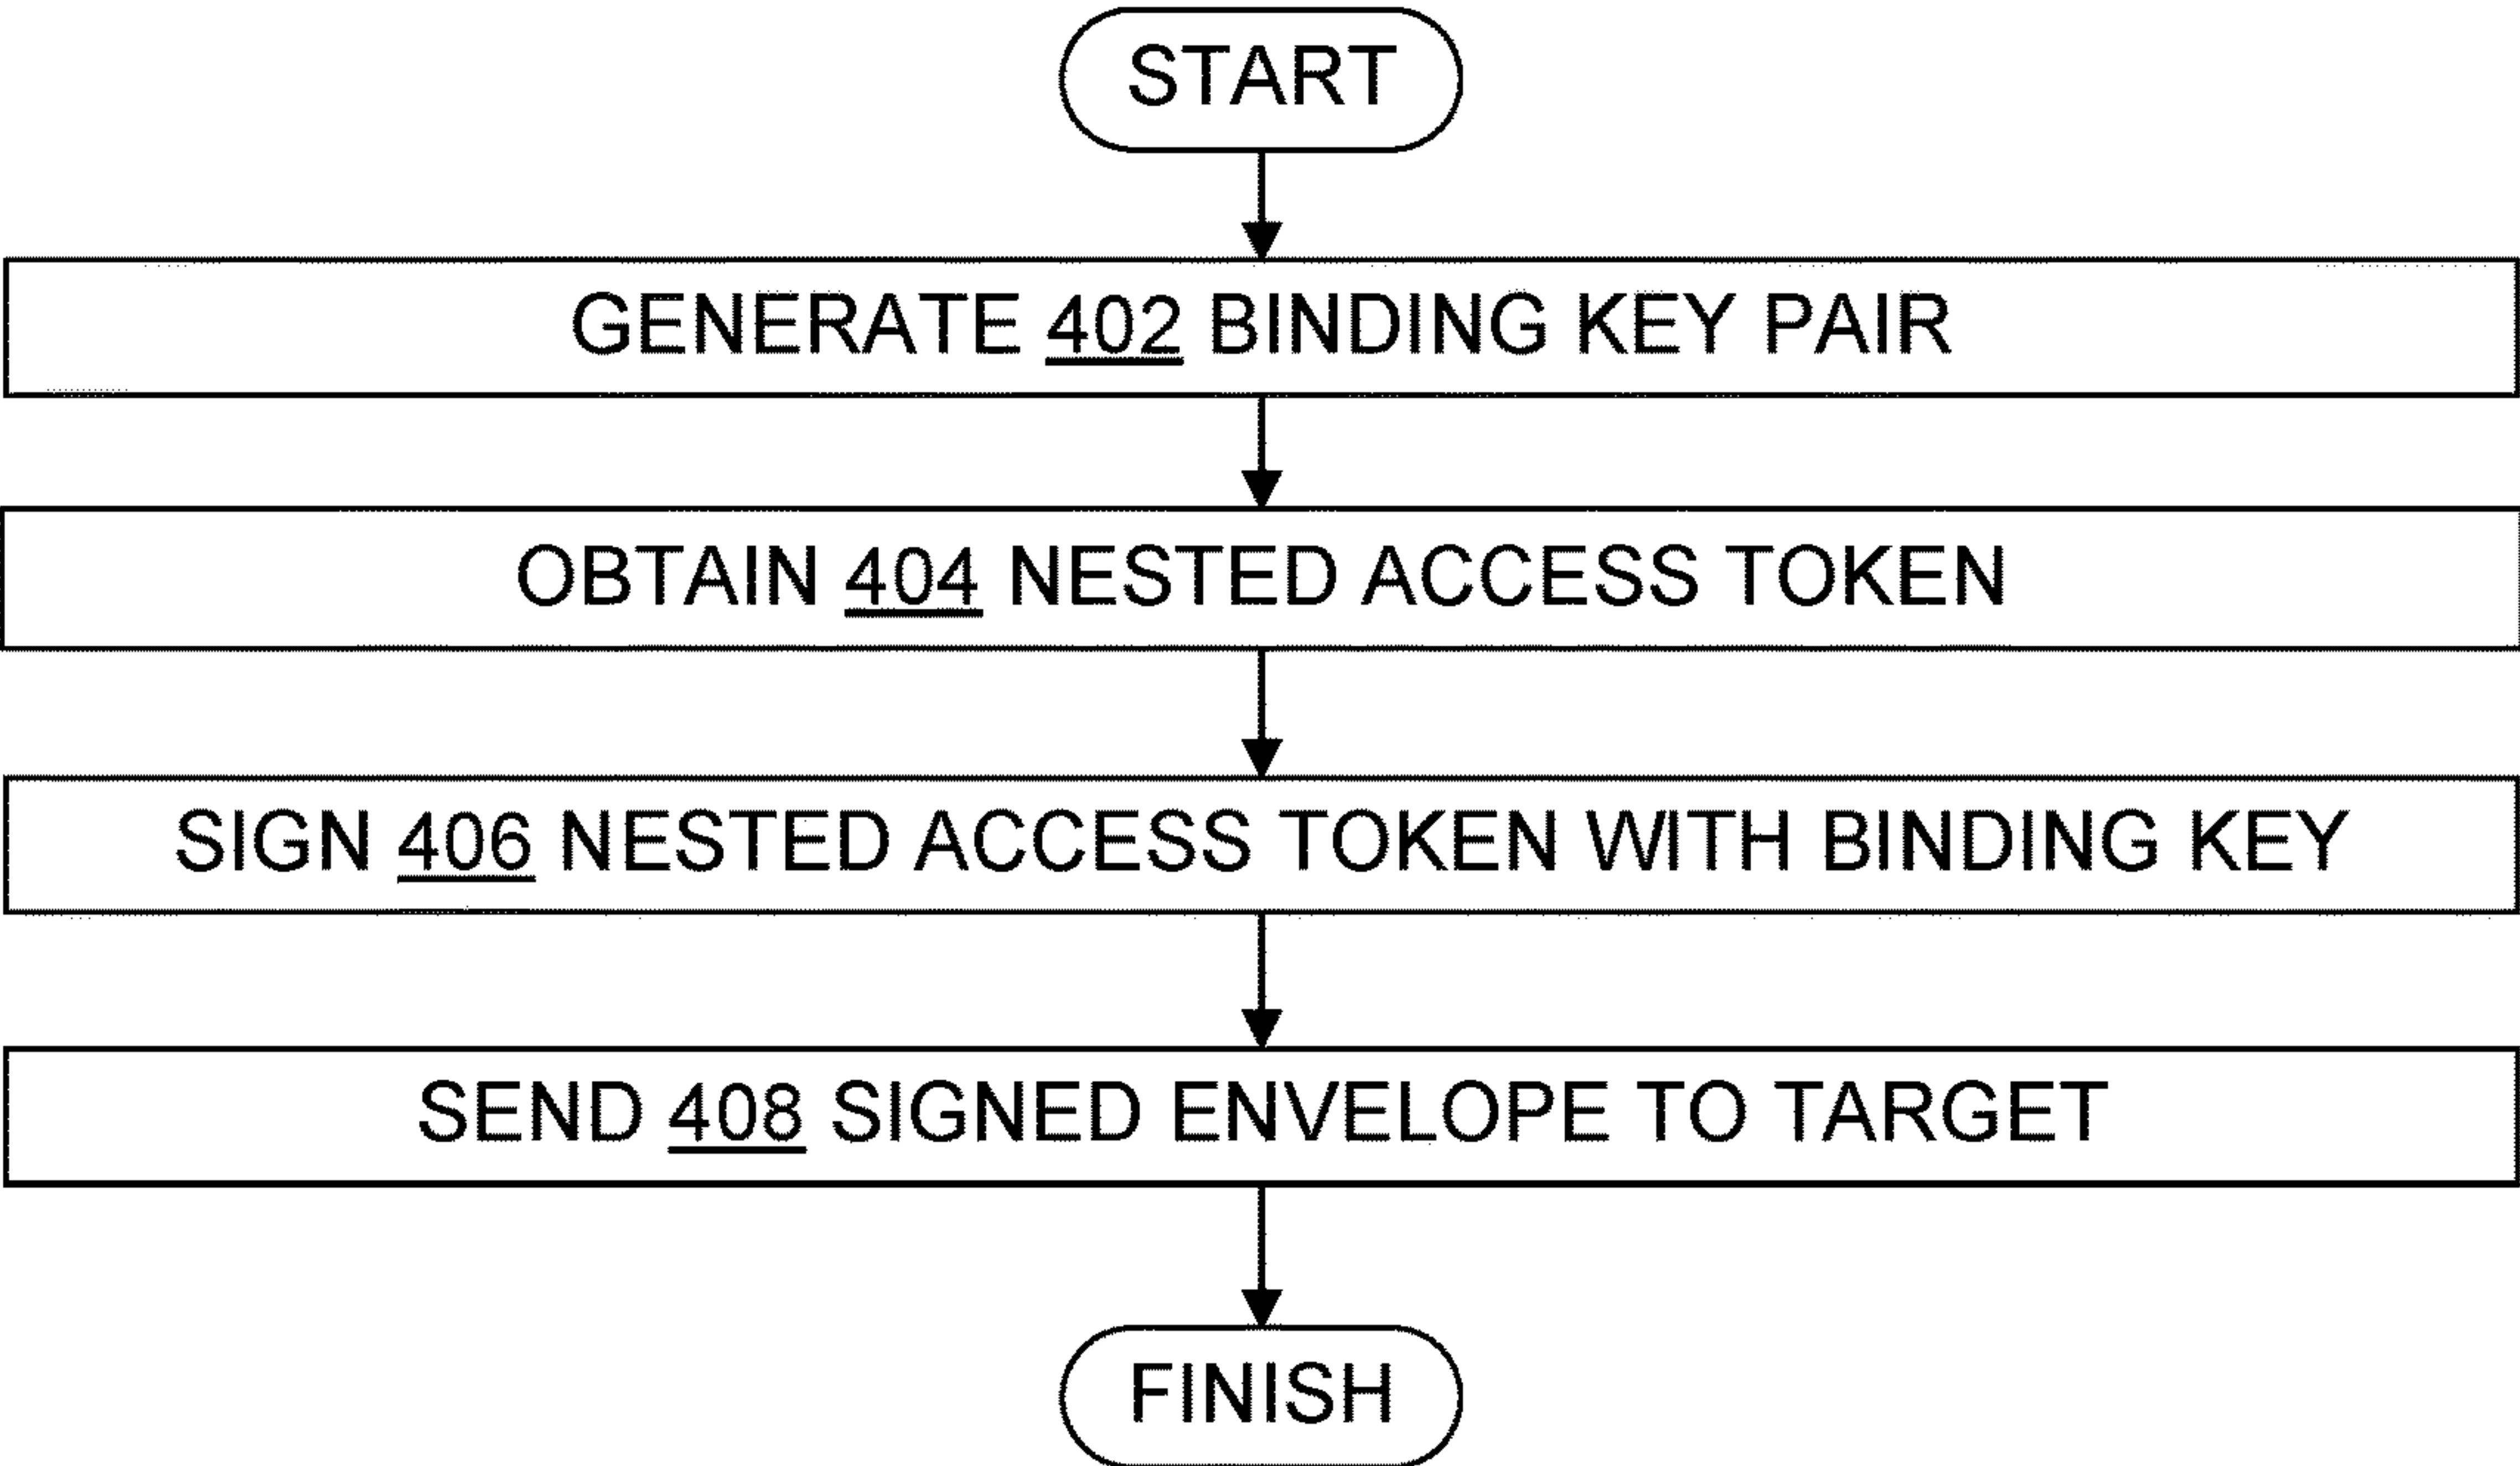 START
GENERATE 402 BINDING KEY PAIR
OBTAIN 404 NESTED ACCESS TOKEN
SIGN 406 NESTED ACCESS TOKEN WITH BINDING KEY
SEND 408 SIGNED ENVELOPE TO TARGET
FINISH